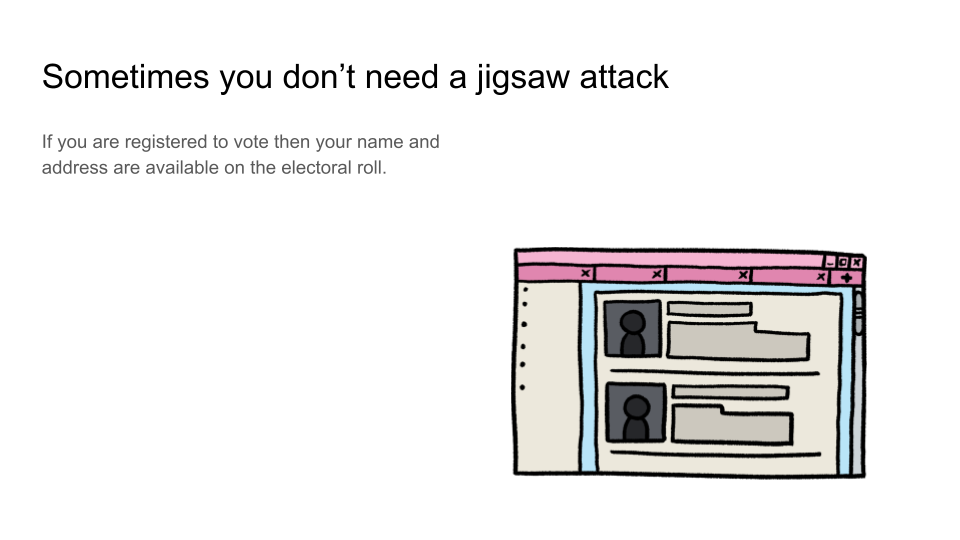 Sometimes you don’t need a jigsaw attack
If you are registered to vote then your name and
address are available on the electoral roll.